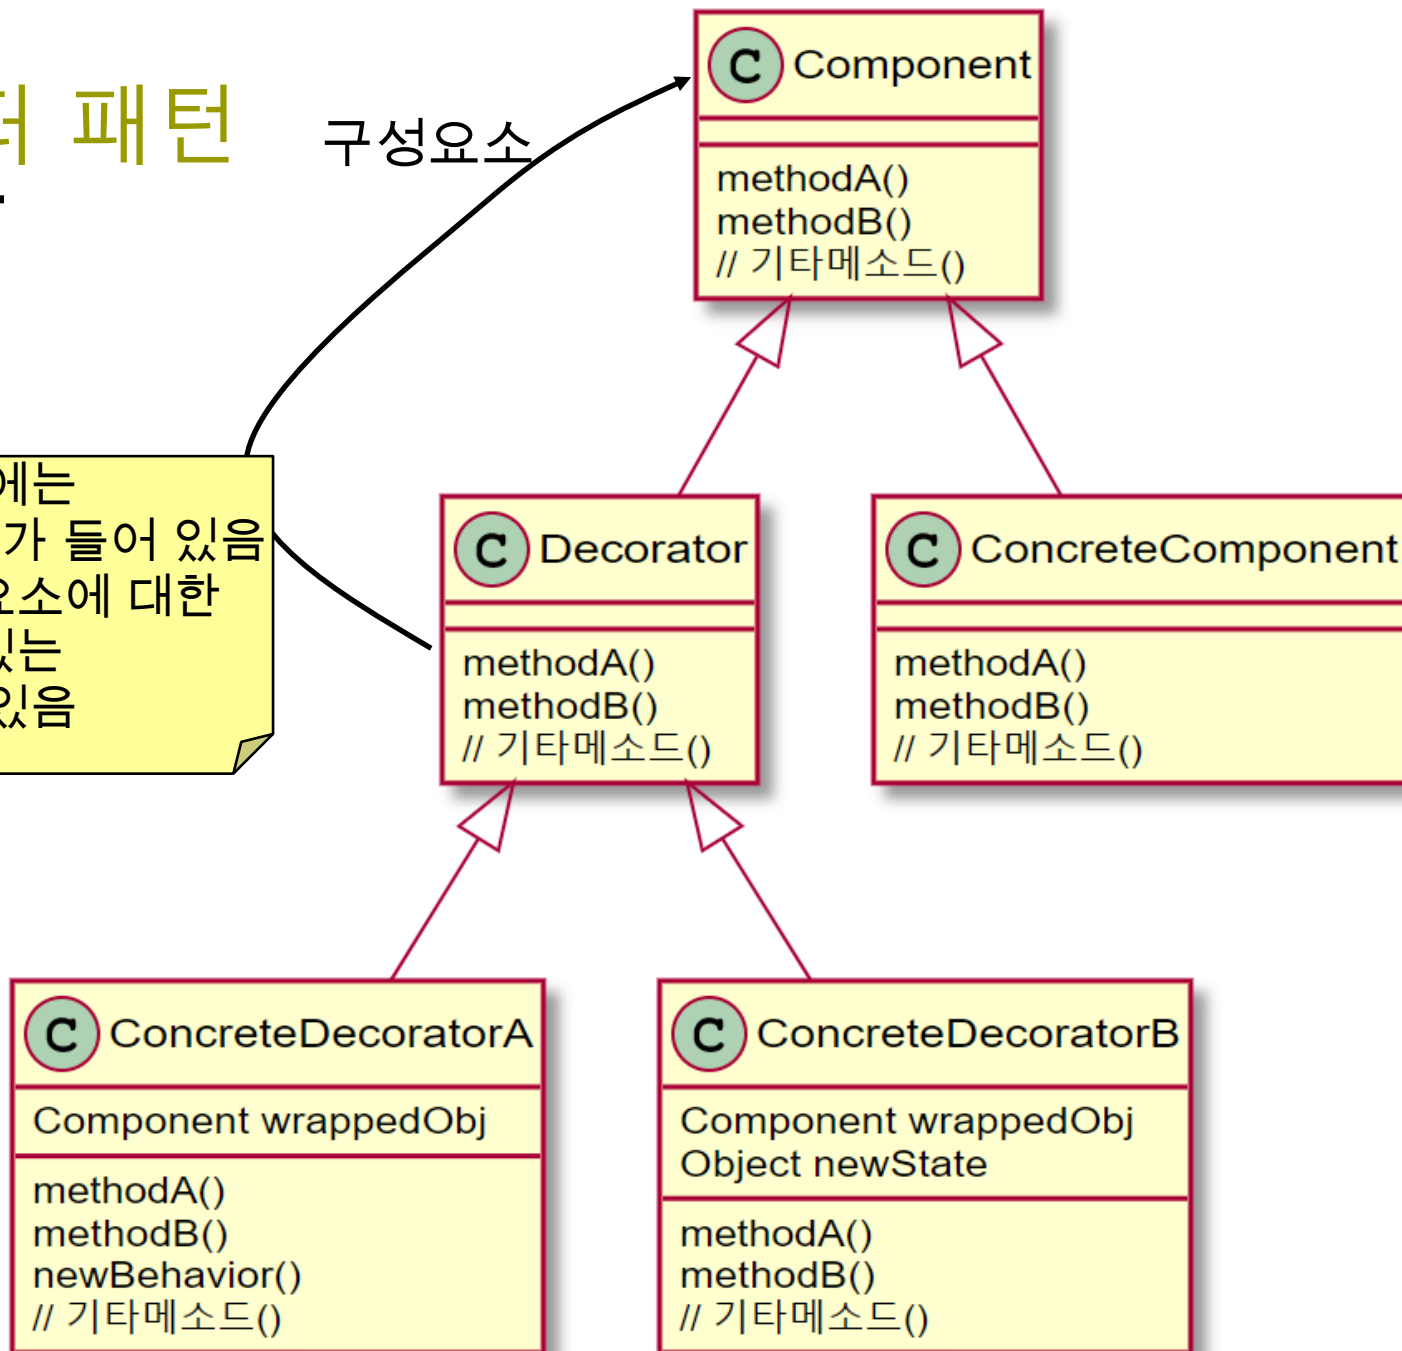 패턴
구성요소
C Component
methodA()
methodB()
// 기타메소드()
에는
가 들어 있음
요소에 대한
있는
있음
C Decorator
methodA()
methodB()
// 기타메소드()
C ConcreteComponent
methodA()
methodB()
// 기타메소드()
C ConcreteDecoratorA
Component wrappedObj
methodA()
methodB()
newBehavior()
// 기타메소드()
C ConcreteDecoratorB
Component wrappedObj
Object newState
methodA()
methodB()
// 기타메소드()